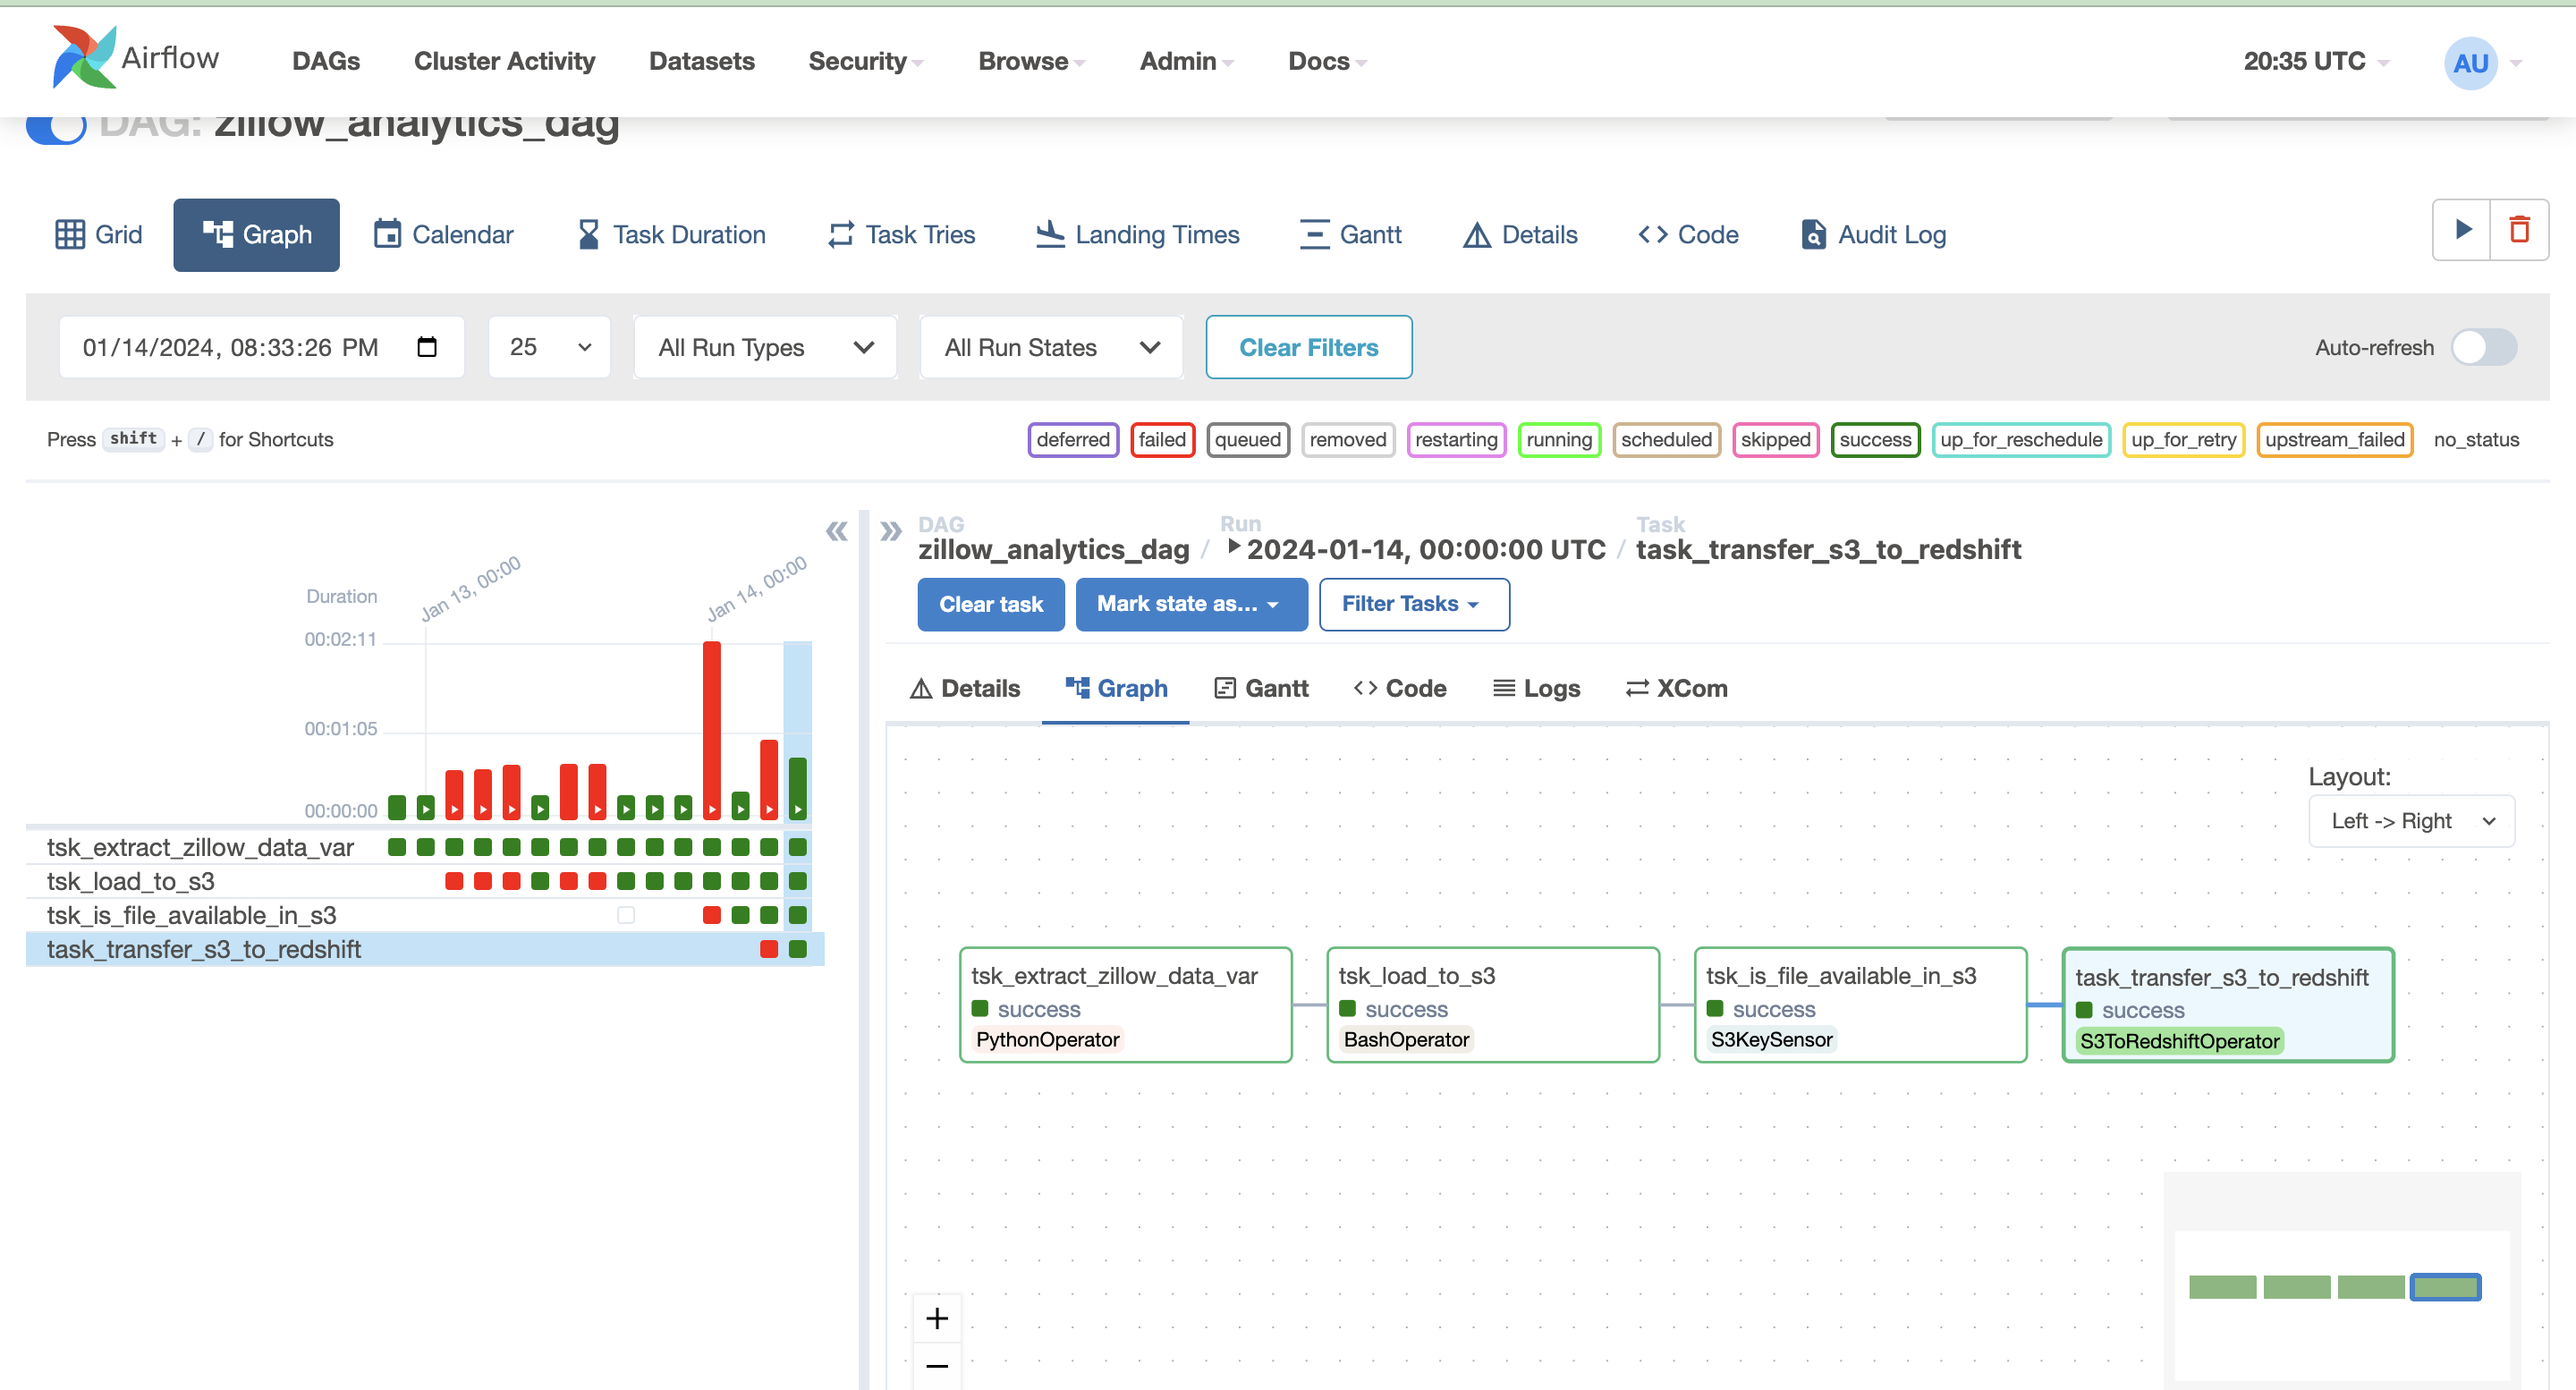 Airflow DAGs Cluster Activity Datasets Security Browse Admin Docs 20:35 UTC AU
DAG: zillow_analytics_dag
Grid Graph Calendar Task Duration Task Tries Landing Times Gantt Details Code Audit Log
01/14/2024, 08:33:26 PM 25 All Run Types All Run States Clear Filters Auto-refresh
Press shift + / for Shortcuts deferred failed queued removed restarting running scheduled skipped success up_for_reschedule up_for_retry upstream_failed no_status
DAG Run Task
zillow_analytics_dag / 2024-01-14, 00:00:00 UTC / task_transfer_s3_to_redshift
Clear task Mark state as... Filter Tasks
Details Graph Gantt Code Logs XCom
Jan 13, 00:00 Jan 14, 00:00
Duration
00:02:11
00:01:05
00:00:00
tsk_extract_zillow_data_var
tsk_load_to_s3
tsk_is_file_available_in_s3
task_transfer_s3_to_redshift
Layout:
Left -> Right
tsk_extract_zillow_data_var
success
PythonOperator
tsk_load_to_s3
success
BashOperator
tsk_is_file_available_in_s3
success
S3KeySensor
task_transfer_s3_to_redshift
success
S3ToRedshiftOperator
+
−